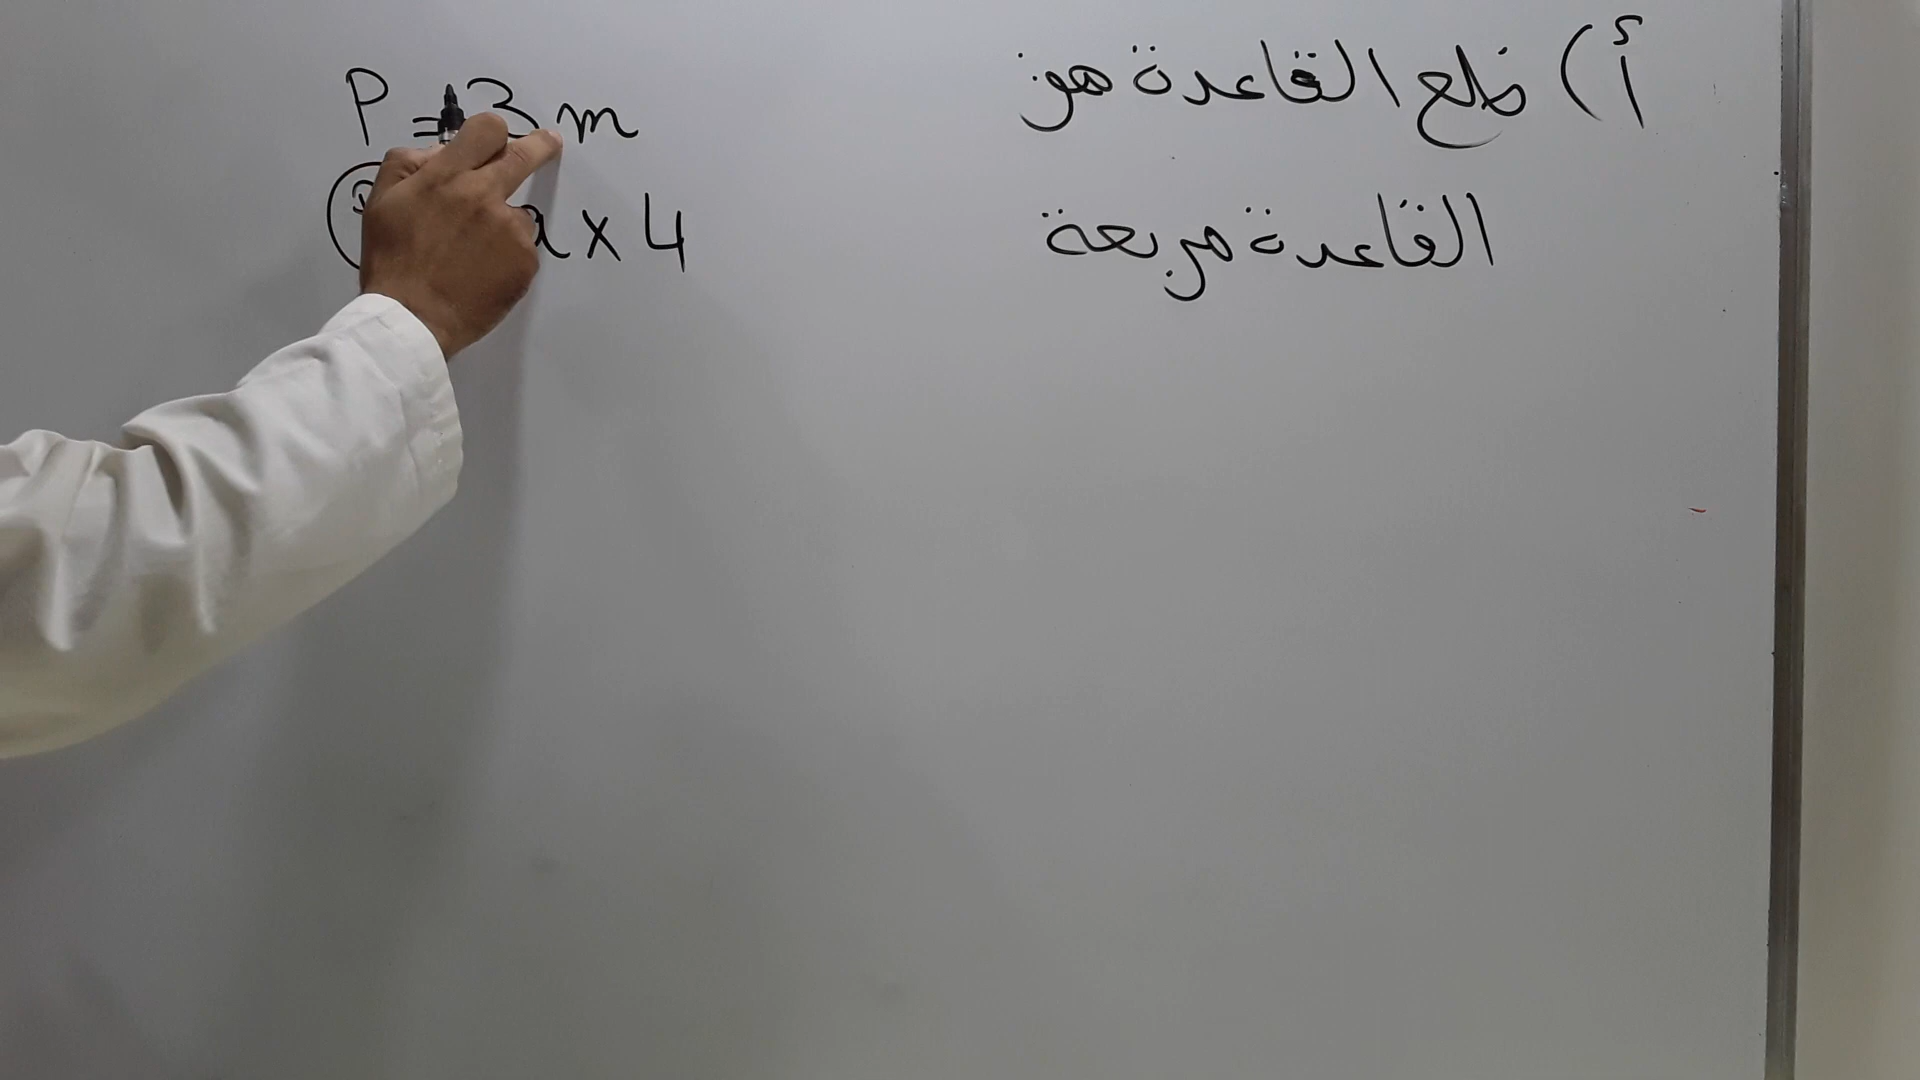 أ) ضلع القاعدة هو:
P = 3 m
القاعدة مربعة
a x 4